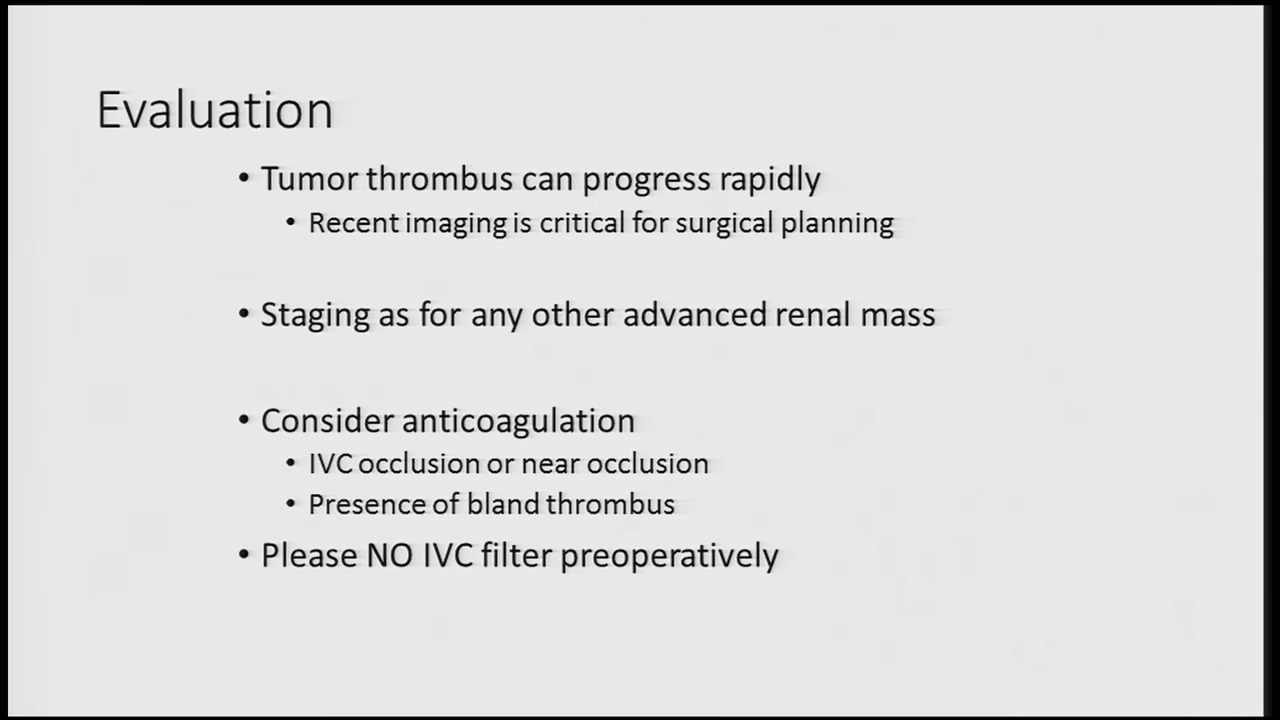 Evaluation
• Tumor thrombus can progress rapidly
• Recent imaging is critical for surgical planning
• Staging as for any other advanced renal mass
• Consider anticoagulation
• IVC occlusion or near occlusion
• Presence of bland thrombus
• Please NO IVC filter preoperatively